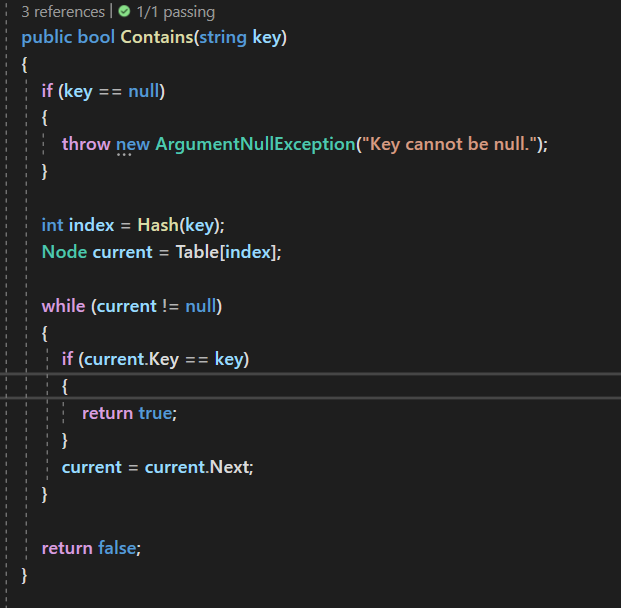 3 references | 1/1 passing
public bool Contains(string key)
{
if (key == null)
{
throw new ArgumentNullException("Key cannot be null.");
}
int index = Hash(key);
Node current = Table[index];
while (current != null)
{
if (current.Key == key)
{
return true;
}
current = current.Next;
}
return false;
}